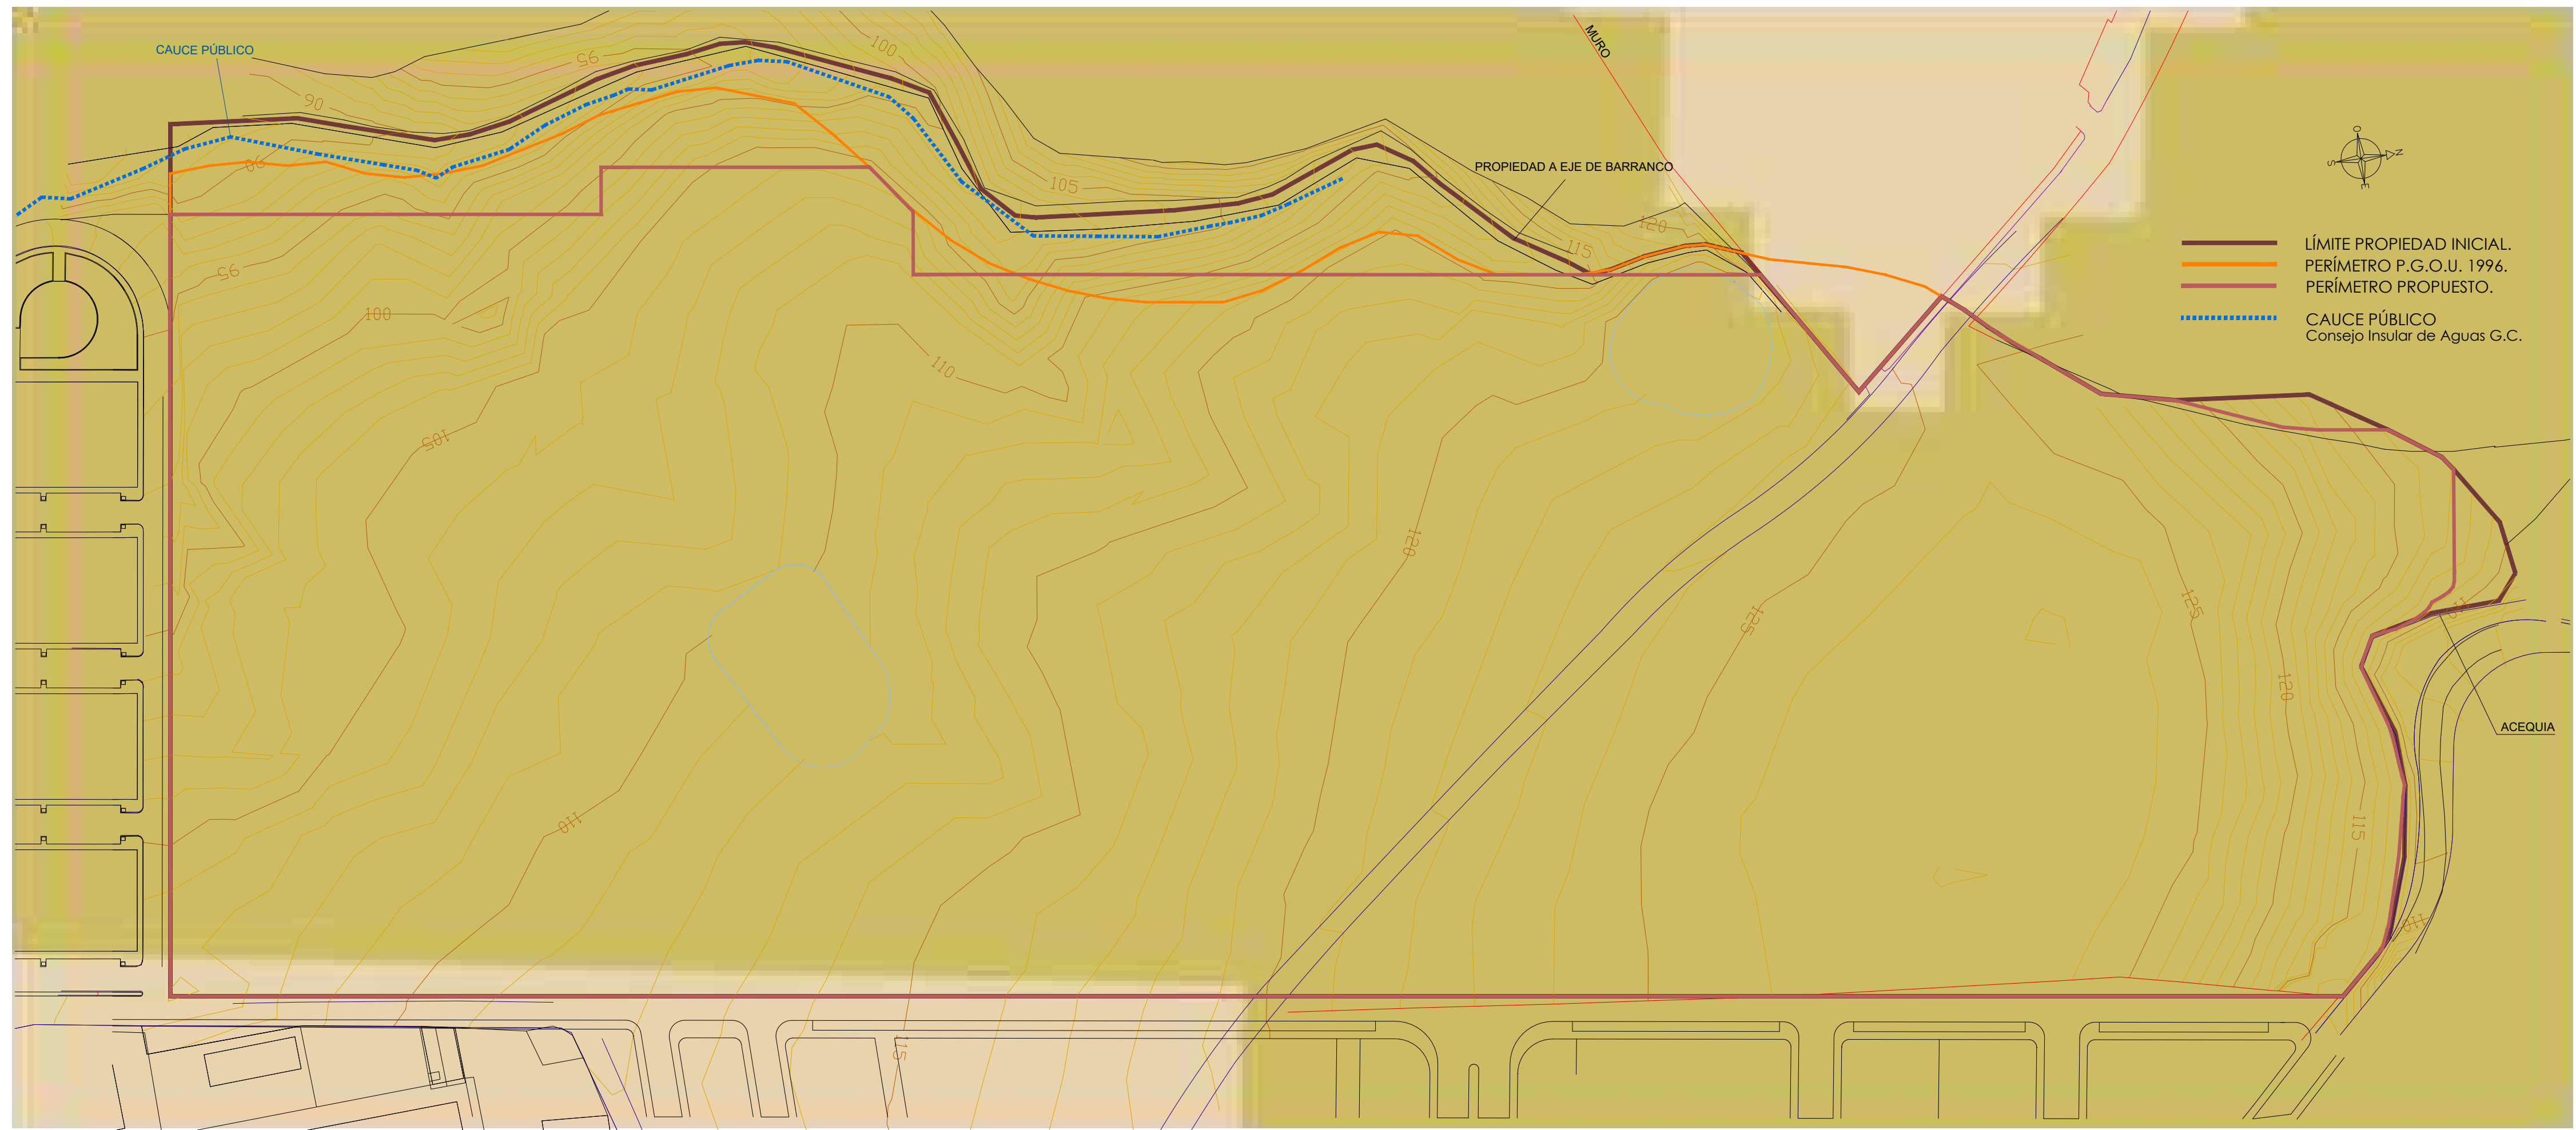 CAUCE PÚBLICO
95
100
MURO
90
90
105
PROPIEDAD A EJE DE BARRANCO
120
115
O
N
S
E
LÍMITE PROPIEDAD INICIAL.
PERÍMETRO P.G.O.U. 1996.
PERÍMETRO PROPUESTO.
CAUCE PÚBLICO
Consejo Insular de Aguas G.C.
95
100
110
105
120
125
125
120
ACEQUIA
110
115
110
115